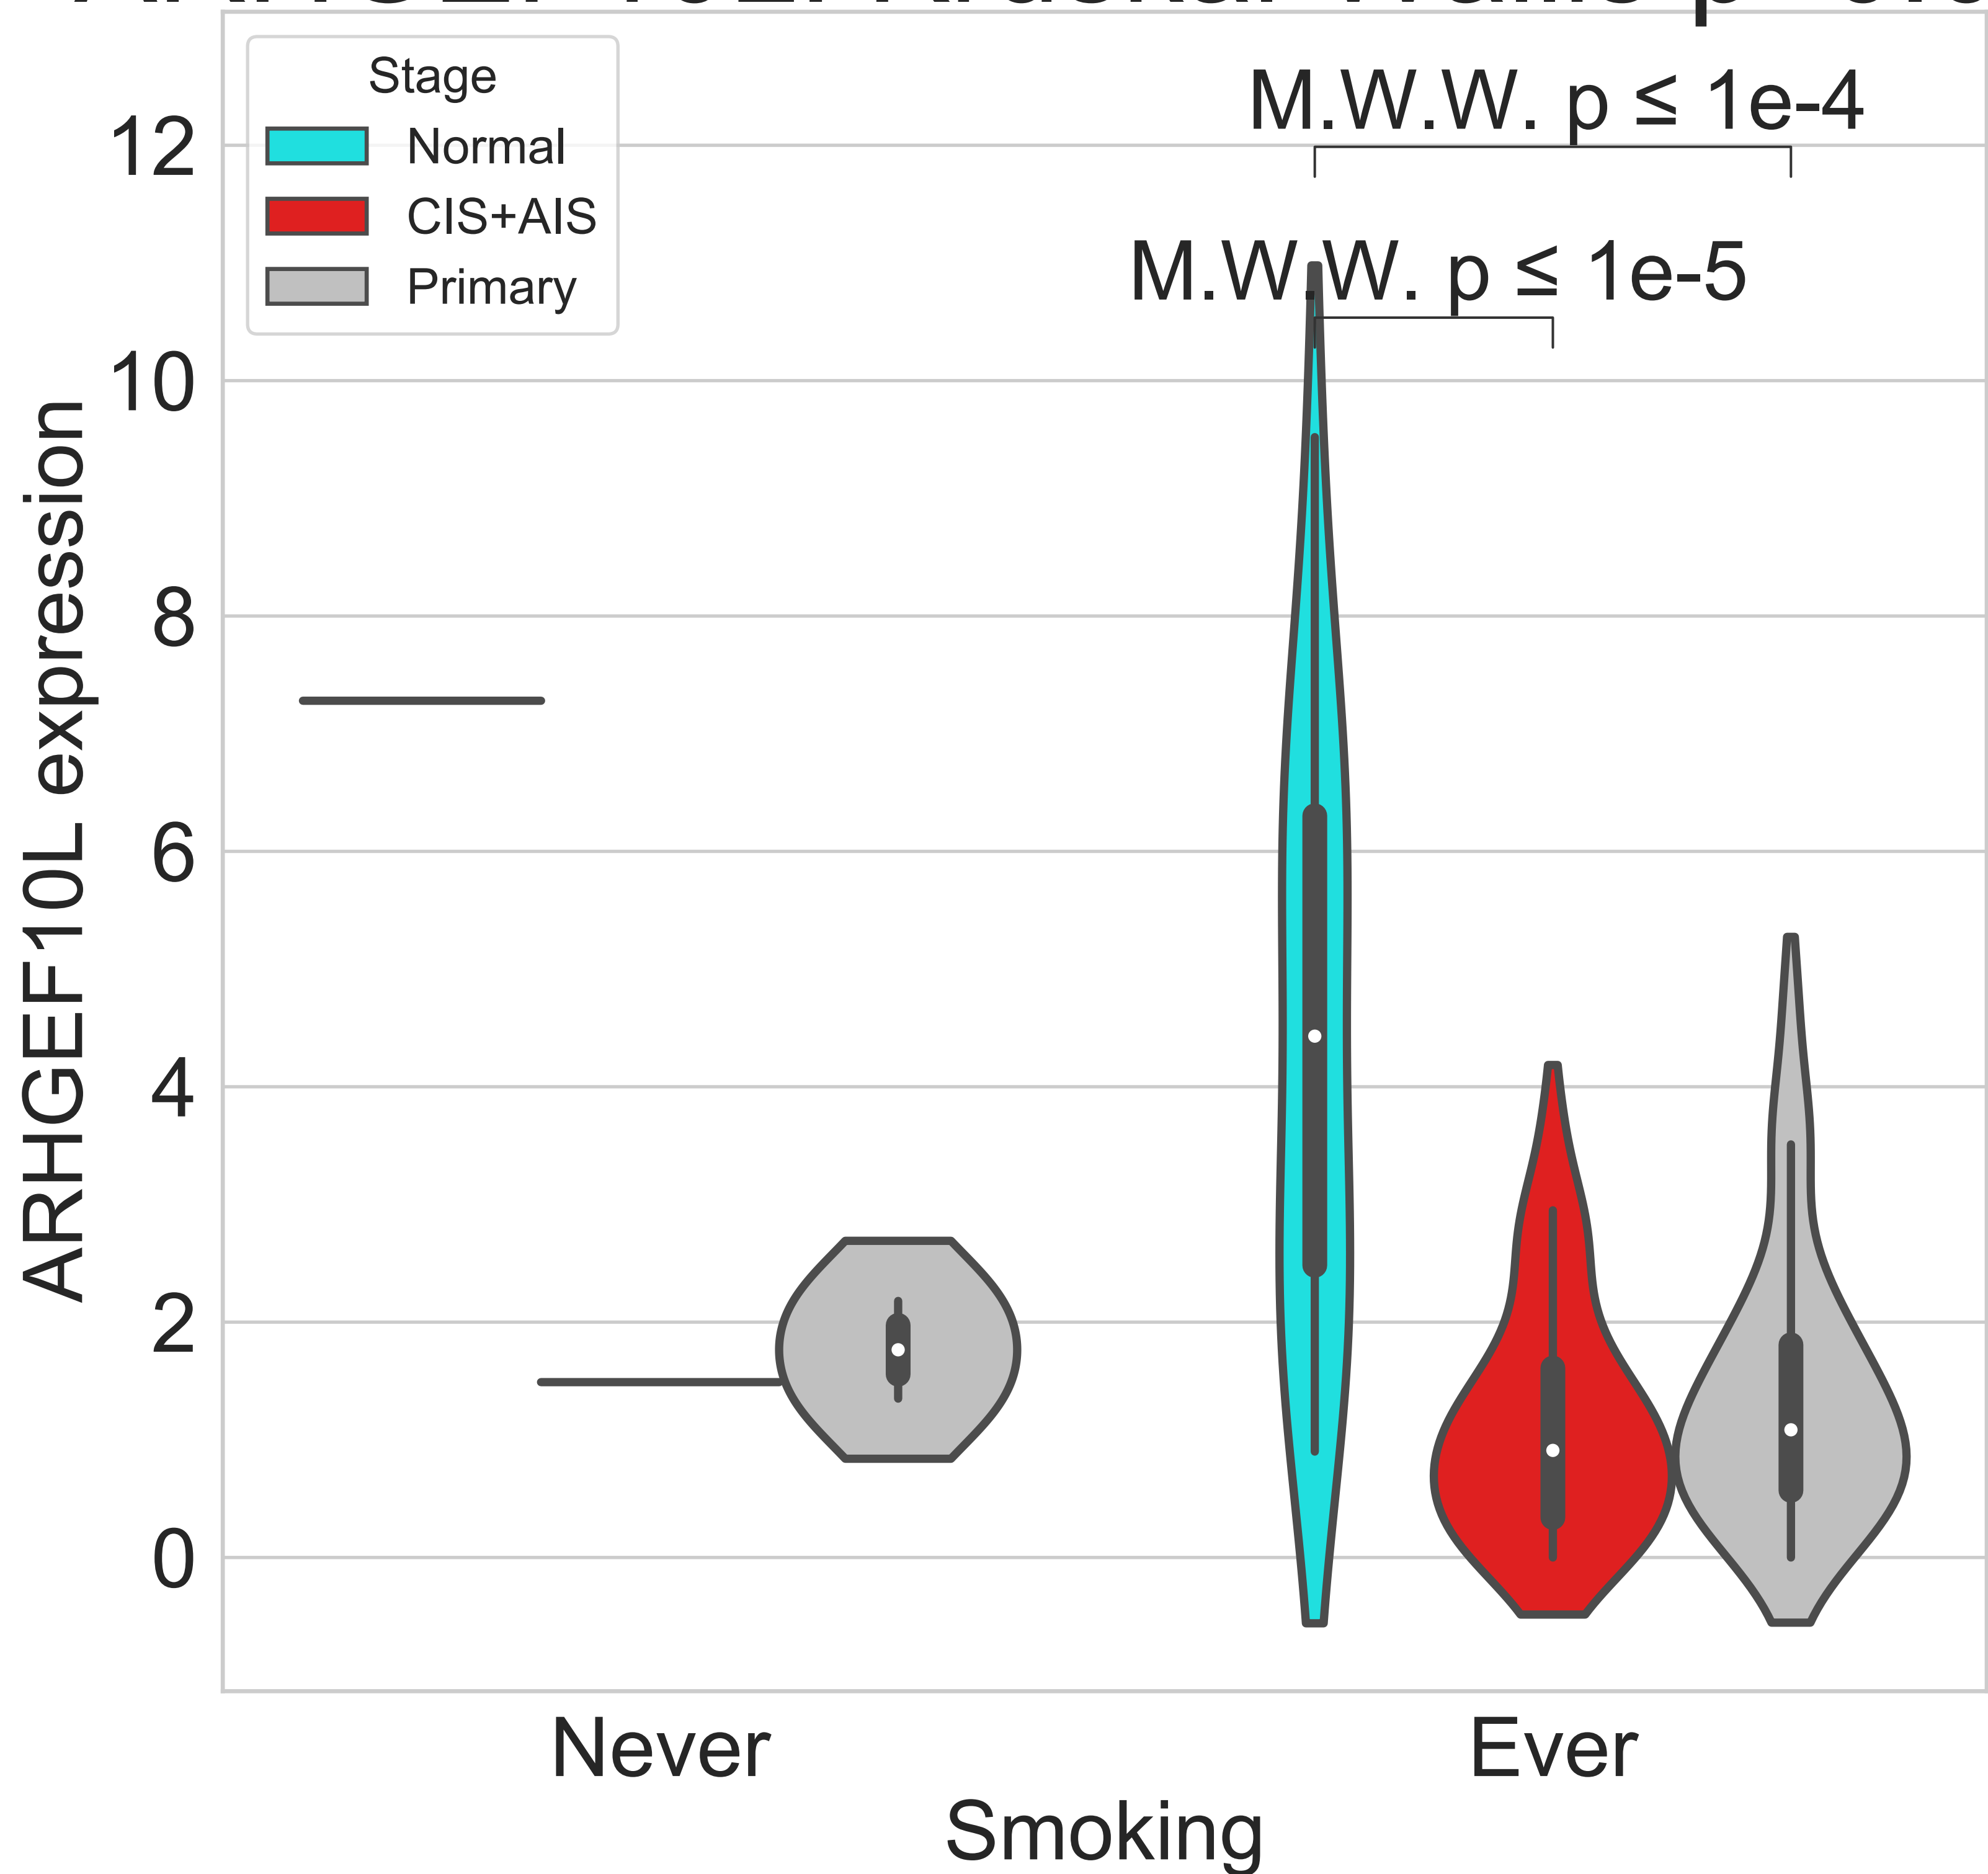 Stage
Normal
CIS+AIS
Primary
M.W.W. p ≤ 1e-4
M.W.W. p ≤ 1e-5
12
10
8
6
4
2
0
ARHGEF10L expression
Never
Ever
Smoking